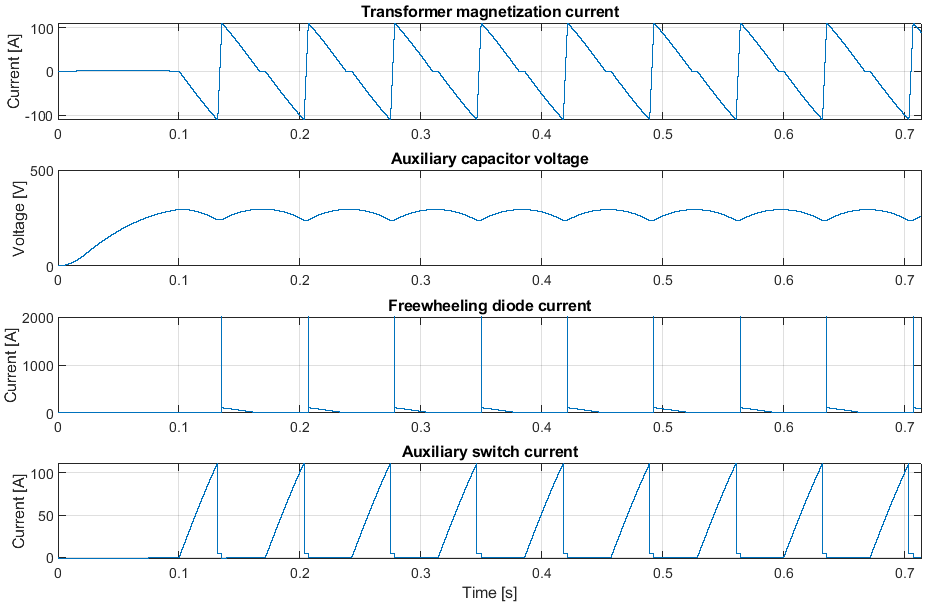 Transformer magnetization current
Current [A]
100
0
-100
0 0.1 0.2 0.3 0.4 0.5 0.6 0.7
Auxiliary capacitor voltage
Voltage [V]
500
0
0 0.1 0.2 0.3 0.4 0.5 0.6 0.7
Freewheeling diode current
Current [A]
2000
1000
0
0 0.1 0.2 0.3 0.4 0.5 0.6 0.7
Auxiliary switch current
Current [A]
100
50
0
0 0.1 0.2 0.3 0.4 0.5 0.6 0.7
Time [s]